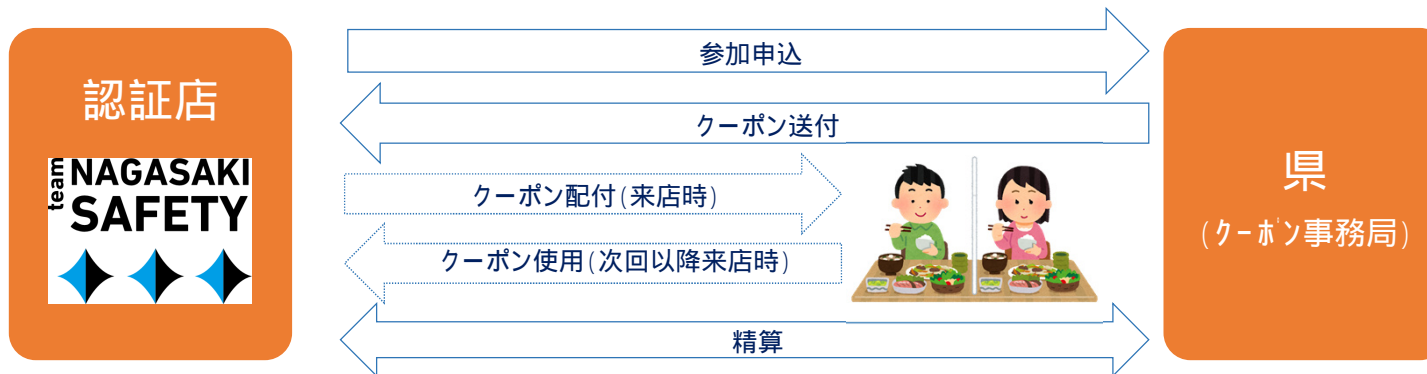 認証店
team
NAGASAKI
SAFETY
参加申込
クーポン送付
クーポン配付(来店時)
クーポン使用(次回以降来店時)
精算
県
(クーポン事務局)